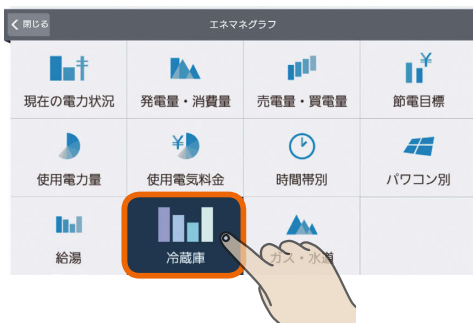 閉じる
エネマネグラフ
現在の電力状況
発電量・消費量
売電量・買電量
節電目標
使用電力量
使用電気料金
時間帯別
パワコン別
給湯
冷蔵庫
ガス・水道